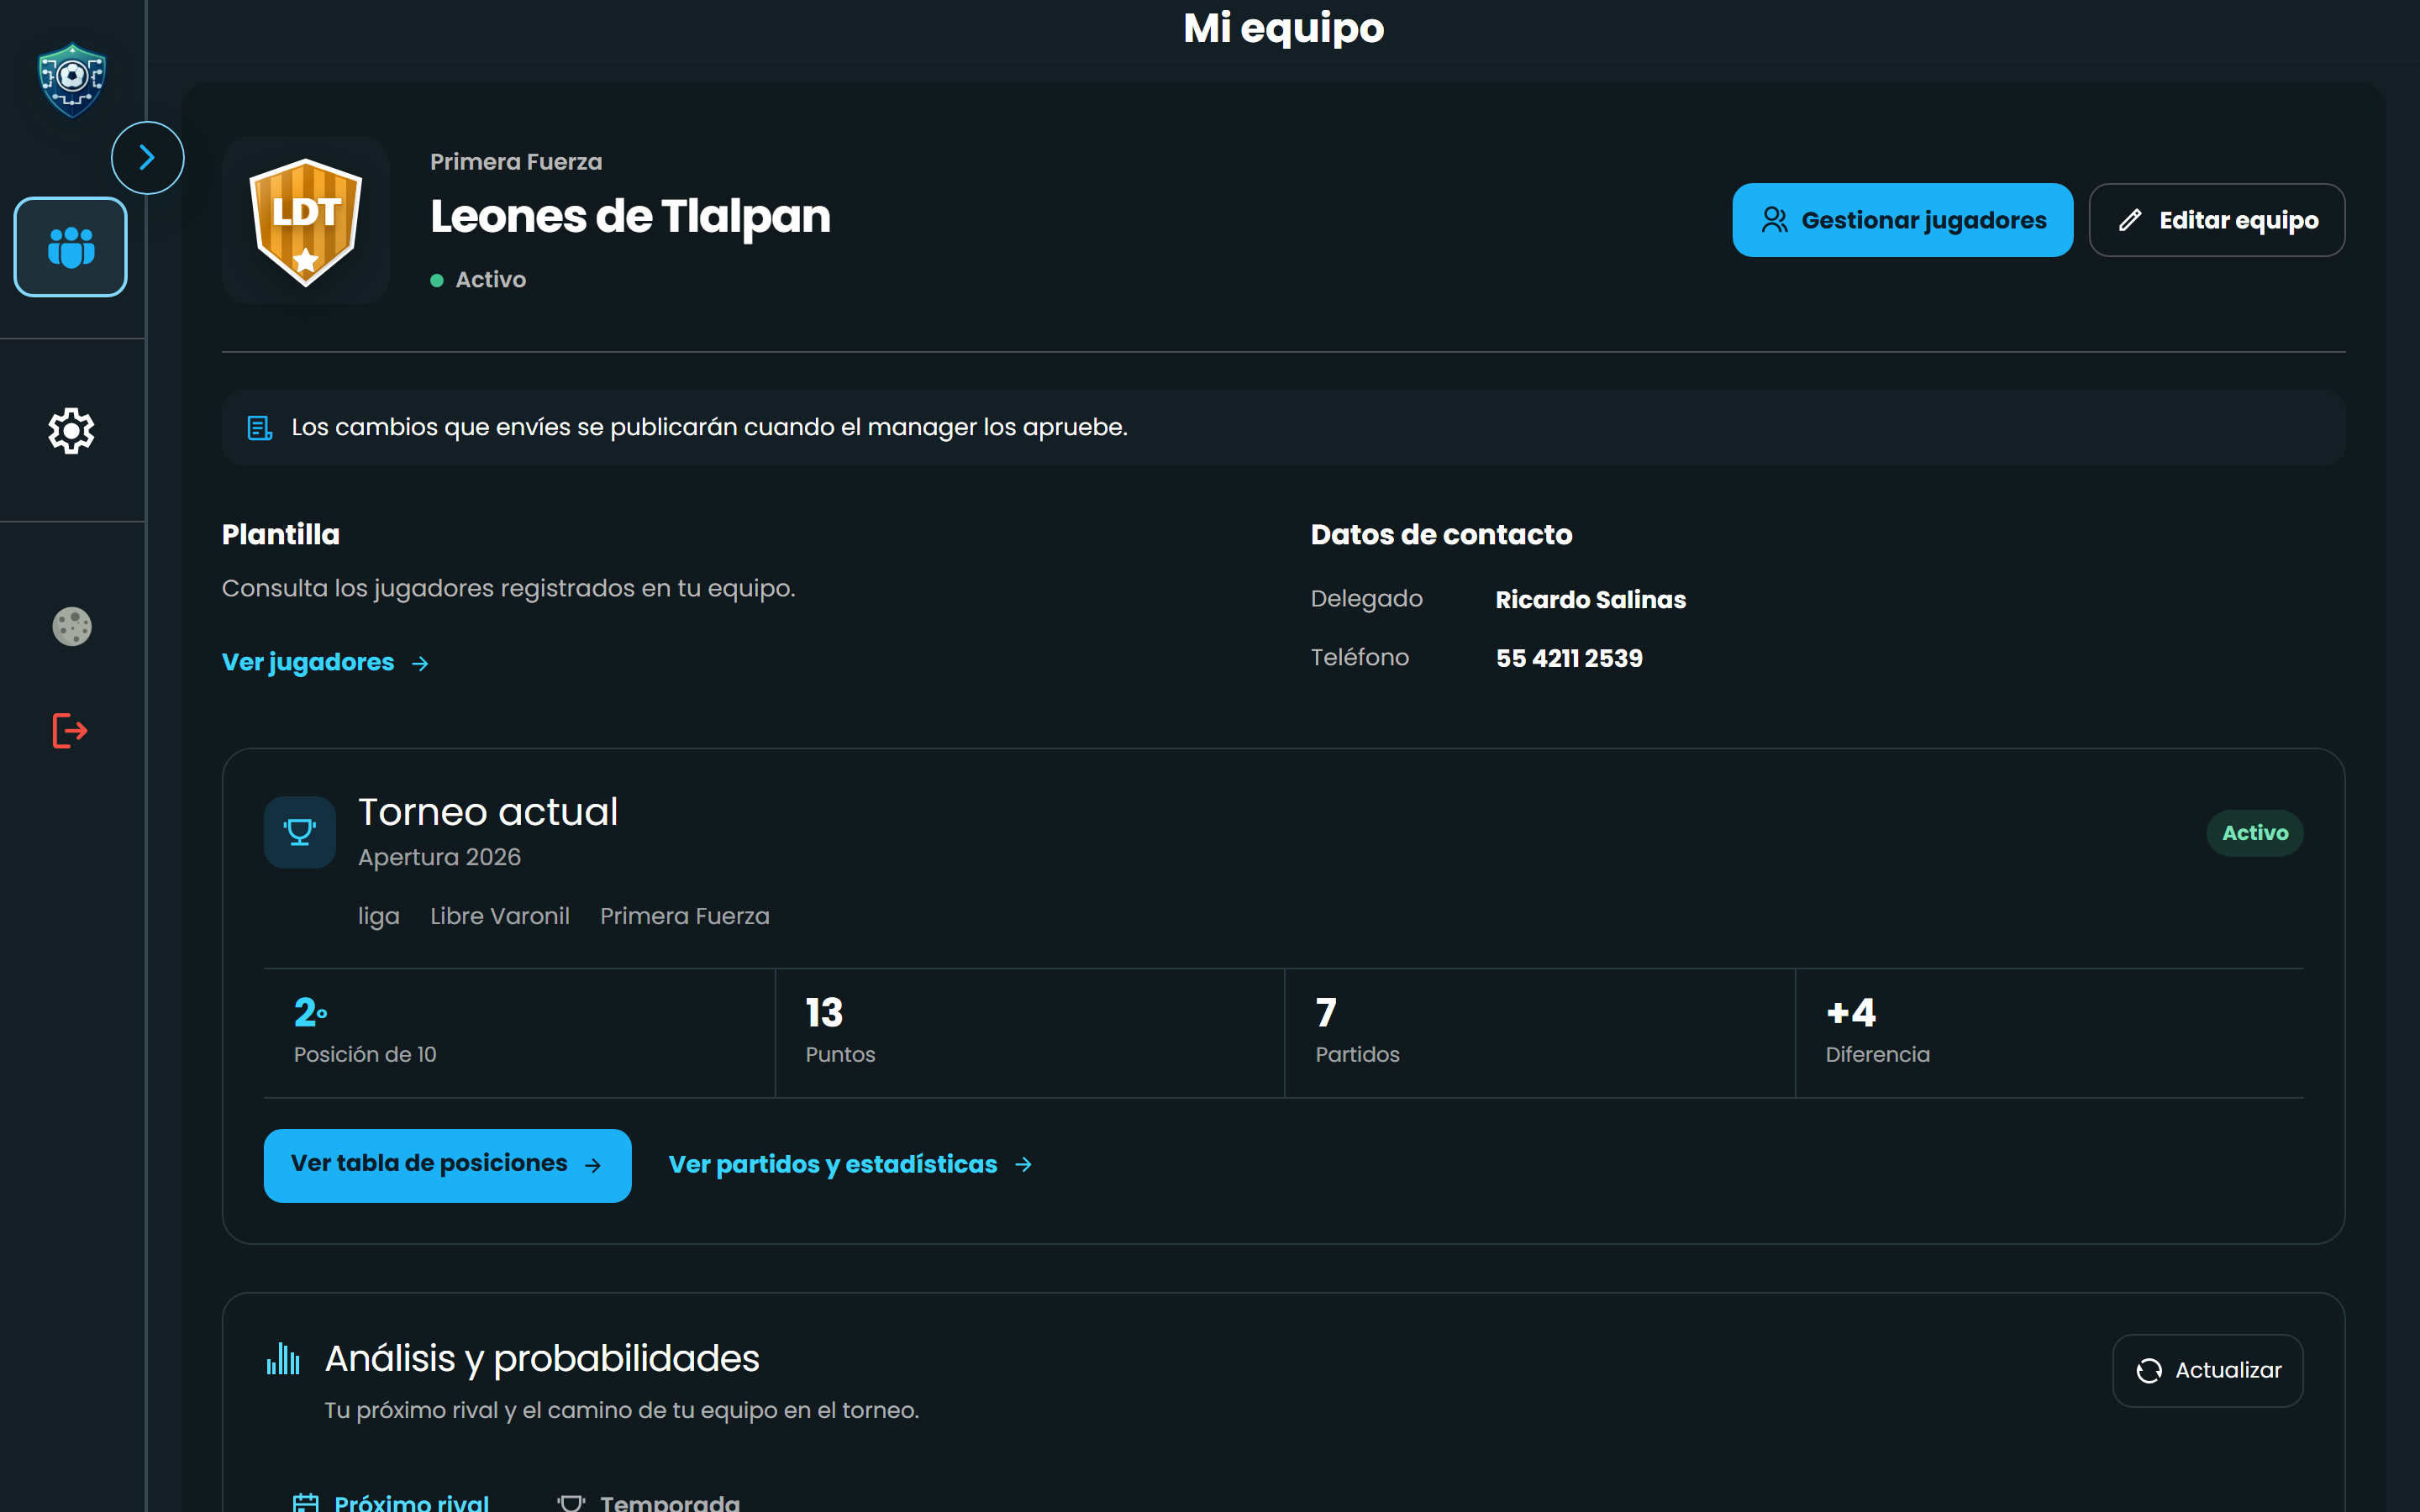 Mi equipo
LDT
Primera Fuerza
Leones de Tlalpan
Activo
Gestionar jugadores
Editar equipo
Los cambios que envíes se publicarán cuando el manager los apruebe.
Plantilla
Consulta los jugadores registrados en tu equipo.
Ver jugadores →
Datos de contacto
Delegado Ricardo Salinas
Teléfono 55 4211 2539
Torneo actual
Apertura 2026
liga Libre Varonil Primera Fuerza
Activo
2º
Posición de 10
13
Puntos
7
Partidos
+4
Diferencia
Ver tabla de posiciones →
Ver partidos y estadísticas →
Análisis y probabilidades
Tu próximo rival y el camino de tu equipo en el torneo.
Actualizar
Próximo rival
Temporada